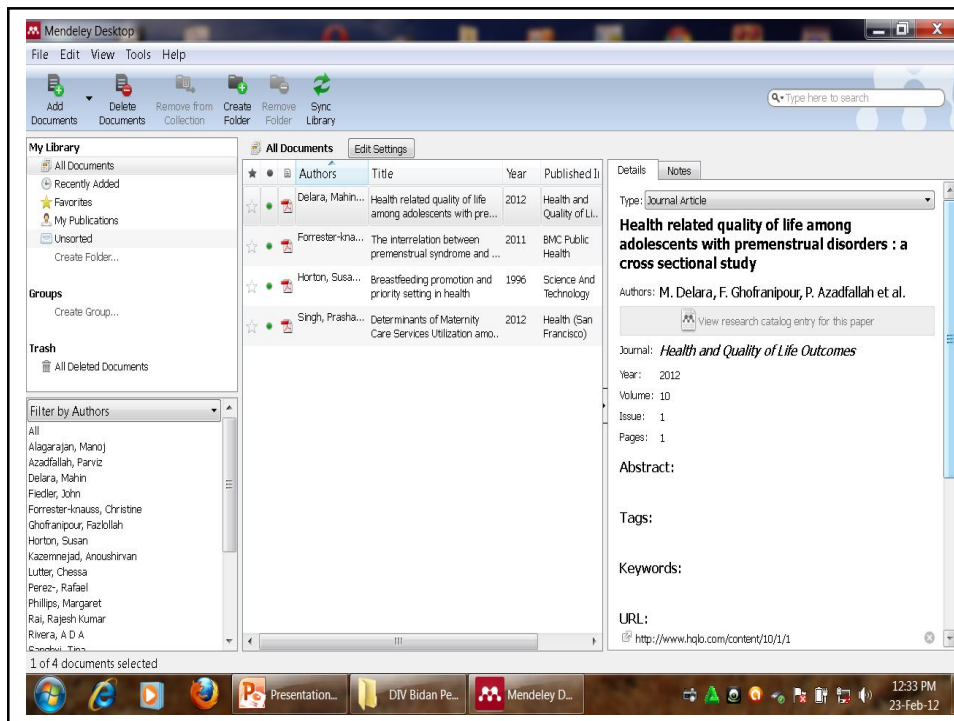 Mendeley Desktop
File Edit View Tools Help
Add Documents
Delete Documents
Remove from Collection
Create Folder
Remove Folder
Sync Library
Type here to search
My Library
All Documents
Recently Added
Favorites
My Publications
Unsorted
Create Folder...
Groups
Create Group...
Trash
All Deleted Documents
Filter by Authors
All
Alagarajan, Manoj
Azadfallah, Parviz
Delara, Mahin
Fiedler, John
Forrester-knauss, Christine
Ghofranipour, Fazlollah
Horton, Susan
Kazemnejad, Anoushirvan
Lutter, Chessa
Perez-, Rafael
Phillips, Margaret
Rai, Rajesh Kumar
Rivera, A D A
Sanghvi, Tina
All Documents Edit Settings
Authors Title Year Published In
Delara, Mahin... Health related quality of life 2012 Health and
among adolescents with pre... Quality of Li..
Forrester-kna... The interrelation between 2011 BMC Public
premenstrual syndrome and ... Health
Horton, Susa... Breastfeeding promotion and 1996 Science And
priority setting in health Technology
Singh, Prasha... Determinants of Maternity 2012 Health (San
Care Services Utilization amo.. Francisco)
Details Notes
Type: Journal Article
Health related quality of life among
adolescents with premenstrual disorders : a
cross sectional study
Authors: M. Delara, F. Ghofranipour, P. Azadfallah et al.
View research catalog entry for this paper
Journal: Health and Quality of Life Outcomes
Year: 2012
Volume: 10
Issue: 1
Pages: 1
Abstract:
Tags:
Keywords:
URL:
http://www.hqlo.com/content/10/1/1
1 of 4 documents selected
Presentation... DIV Bidan Pe... Mendeley D...
12:33 PM
23-Feb-12